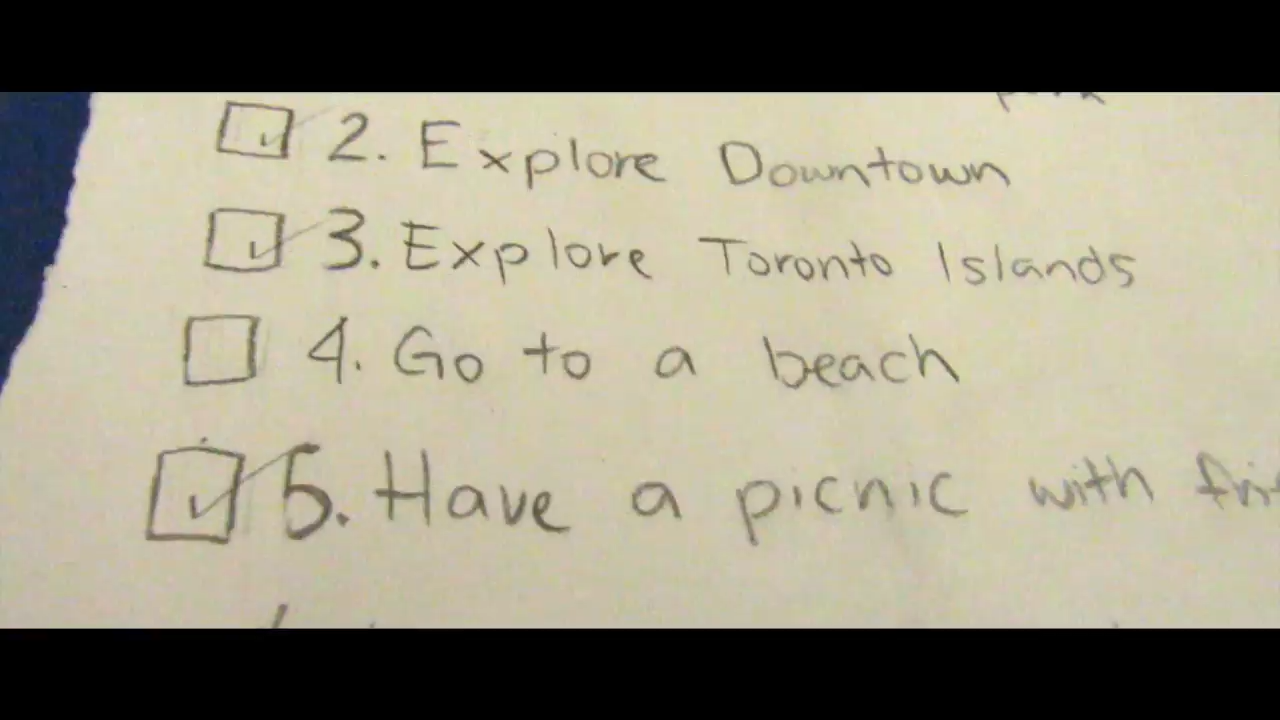 2. Explore Downtown
3. Explore Toronto Islands
4. Go to a beach
5. Have a picnic with